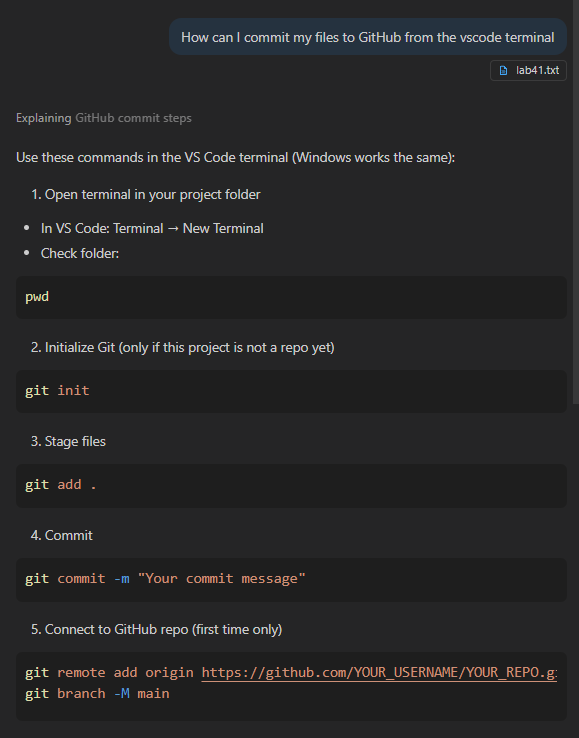 How can I commit my files to GitHub from the vscode terminal
lab41.txt
Explaining GitHub commit steps
Use these commands in the VS Code terminal (Windows works the same):
1. Open terminal in your project folder
• In VS Code: Terminal → New Terminal
• Check folder:
pwd
2. Initialize Git (only if this project is not a repo yet)
git init
3. Stage files
git add .
4. Commit
git commit -m "Your commit message"
5. Connect to GitHub repo (first time only)
git remote add origin https://github.com/YOUR_USERNAME/YOUR_REPO.g
git branch -M main